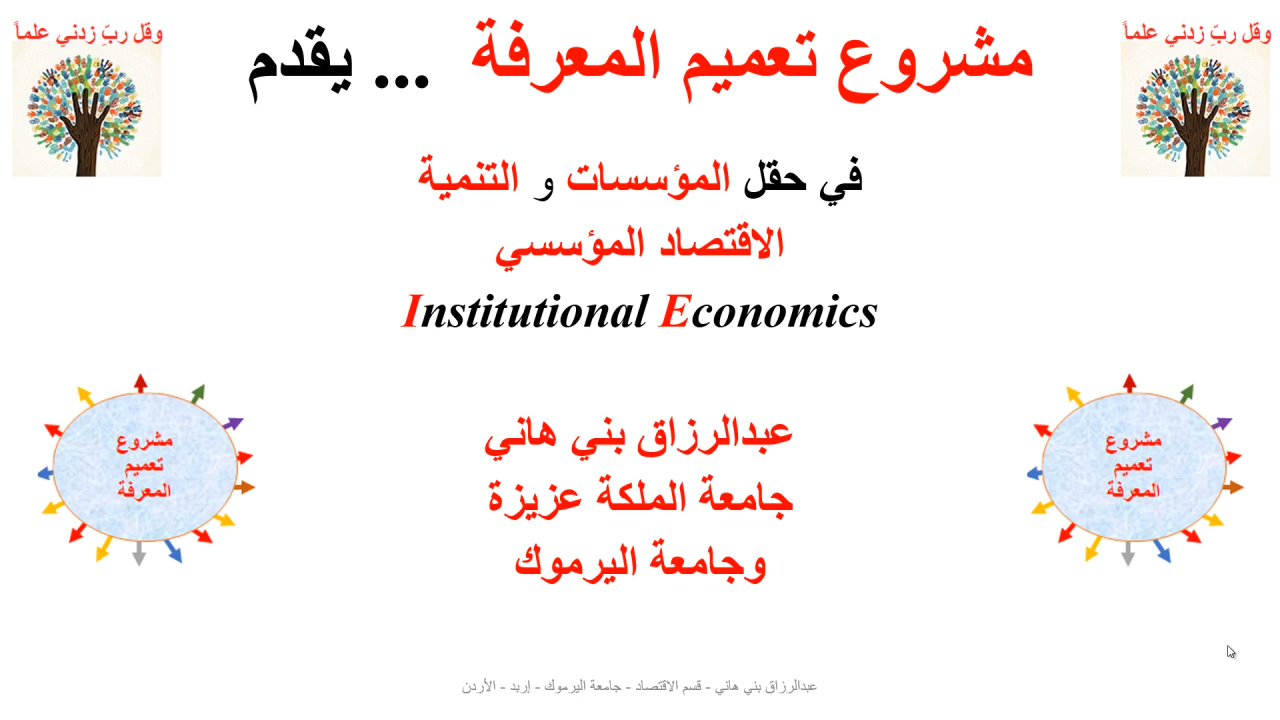 وقل ربِّ زدني علماً
مشروع تعميم المعرفة ... يقدم
وقل ربِّ زدني علماً
في حقل المؤسسات و التنمية
الاقتصاد المؤسسي
Institutional Economics
مشروع
تعميم
المعرفة
عبدالرزاق بني هاني
جامعة الملكة عزيزة
وجامعة اليرموك
مشروع
تعميم
المعرفة
عبدالرزاق بني هاني - قسم الاقتصاد - جامعة اليرموك - إربد - الأردن